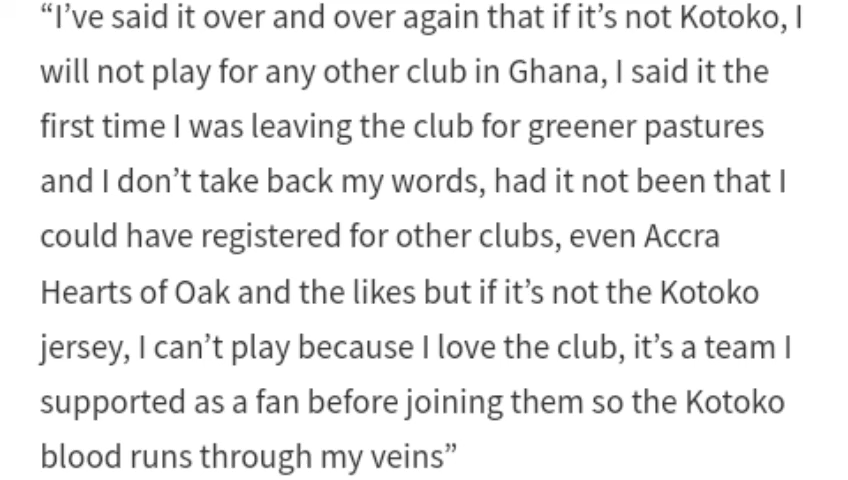 “I’ve said it over and over again that if it’s not Kotoko, I
will not play for any other club in Ghana, I said it the
first time I was leaving the club for greener pastures
and I don’t take back my words, had it not been that I
could have registered for other clubs, even Accra
Hearts of Oak and the likes but if it’s not the Kotoko
jersey, I can’t play because I love the club, it’s a team I
supported as a fan before joining them so the Kotoko
blood runs through my veins”